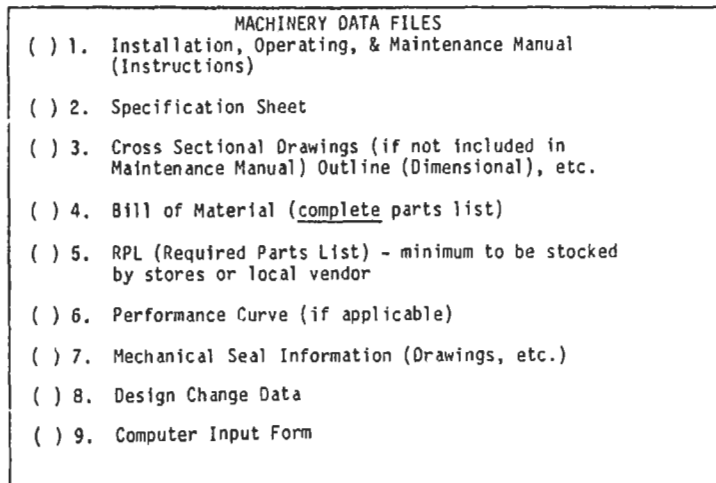 MACHINERY DATA FILES
( ) 1. Installation, Operating, & Maintenance Manual
(Instructions)
( ) 2. Specification Sheet
( ) 3. Cross Sectional Drawings (if not included in
Maintenance Manual) Outline (Dimensional), etc.
( ) 4. Bill of Material (complete parts list)
( ) 5. RPL (Required Parts List) - minimum to be stocked
by stores or local vendor
( ) 6. Performance Curve (if applicable)
( ) 7. Mechanical Seal Information (Drawings, etc.)
( ) 8. Design Change Data
( ) 9. Computer Input Form